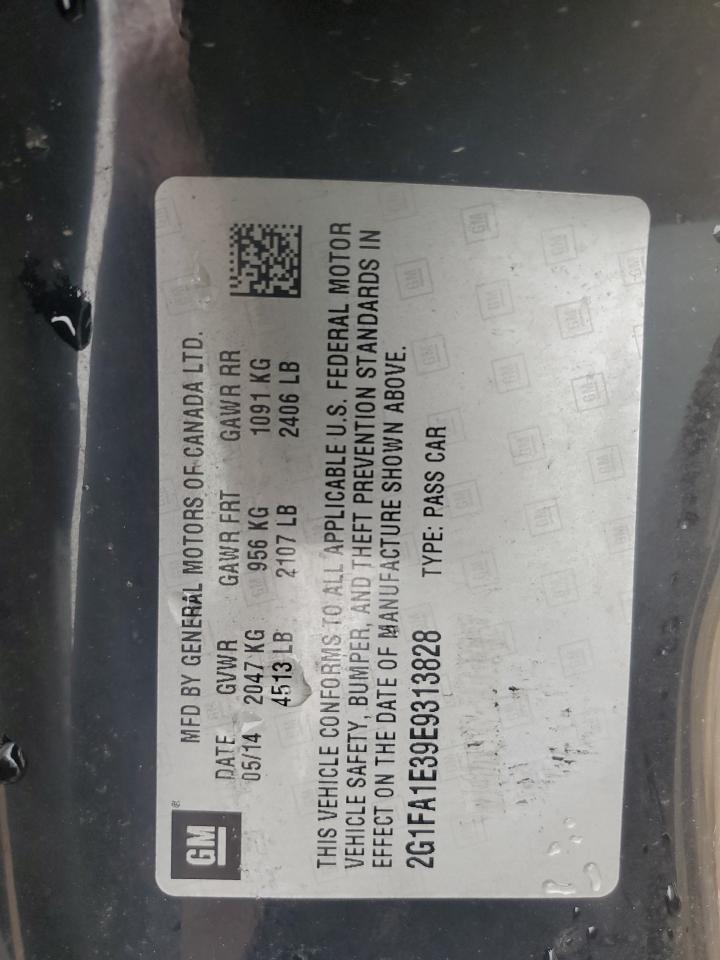 GM ®
MFD BY GENERAL MOTORS OF CANADA LTD.
DATE GVWR GAWR FRT GAWR RR
05/14 2047 KG 956 KG 1091 KG
4513 LB 2107 LB 2406 LB
THIS VEHICLE CONFORMS TO ALL APPLICABLE U.S. FEDERAL MOTOR
VEHICLE SAFETY, BUMPER, AND THEFT PREVENTION STANDARDS IN
EFFECT ON THE DATE OF MANUFACTURE SHOWN ABOVE.
2G1FA1E39E9313828 TYPE: PASS CAR